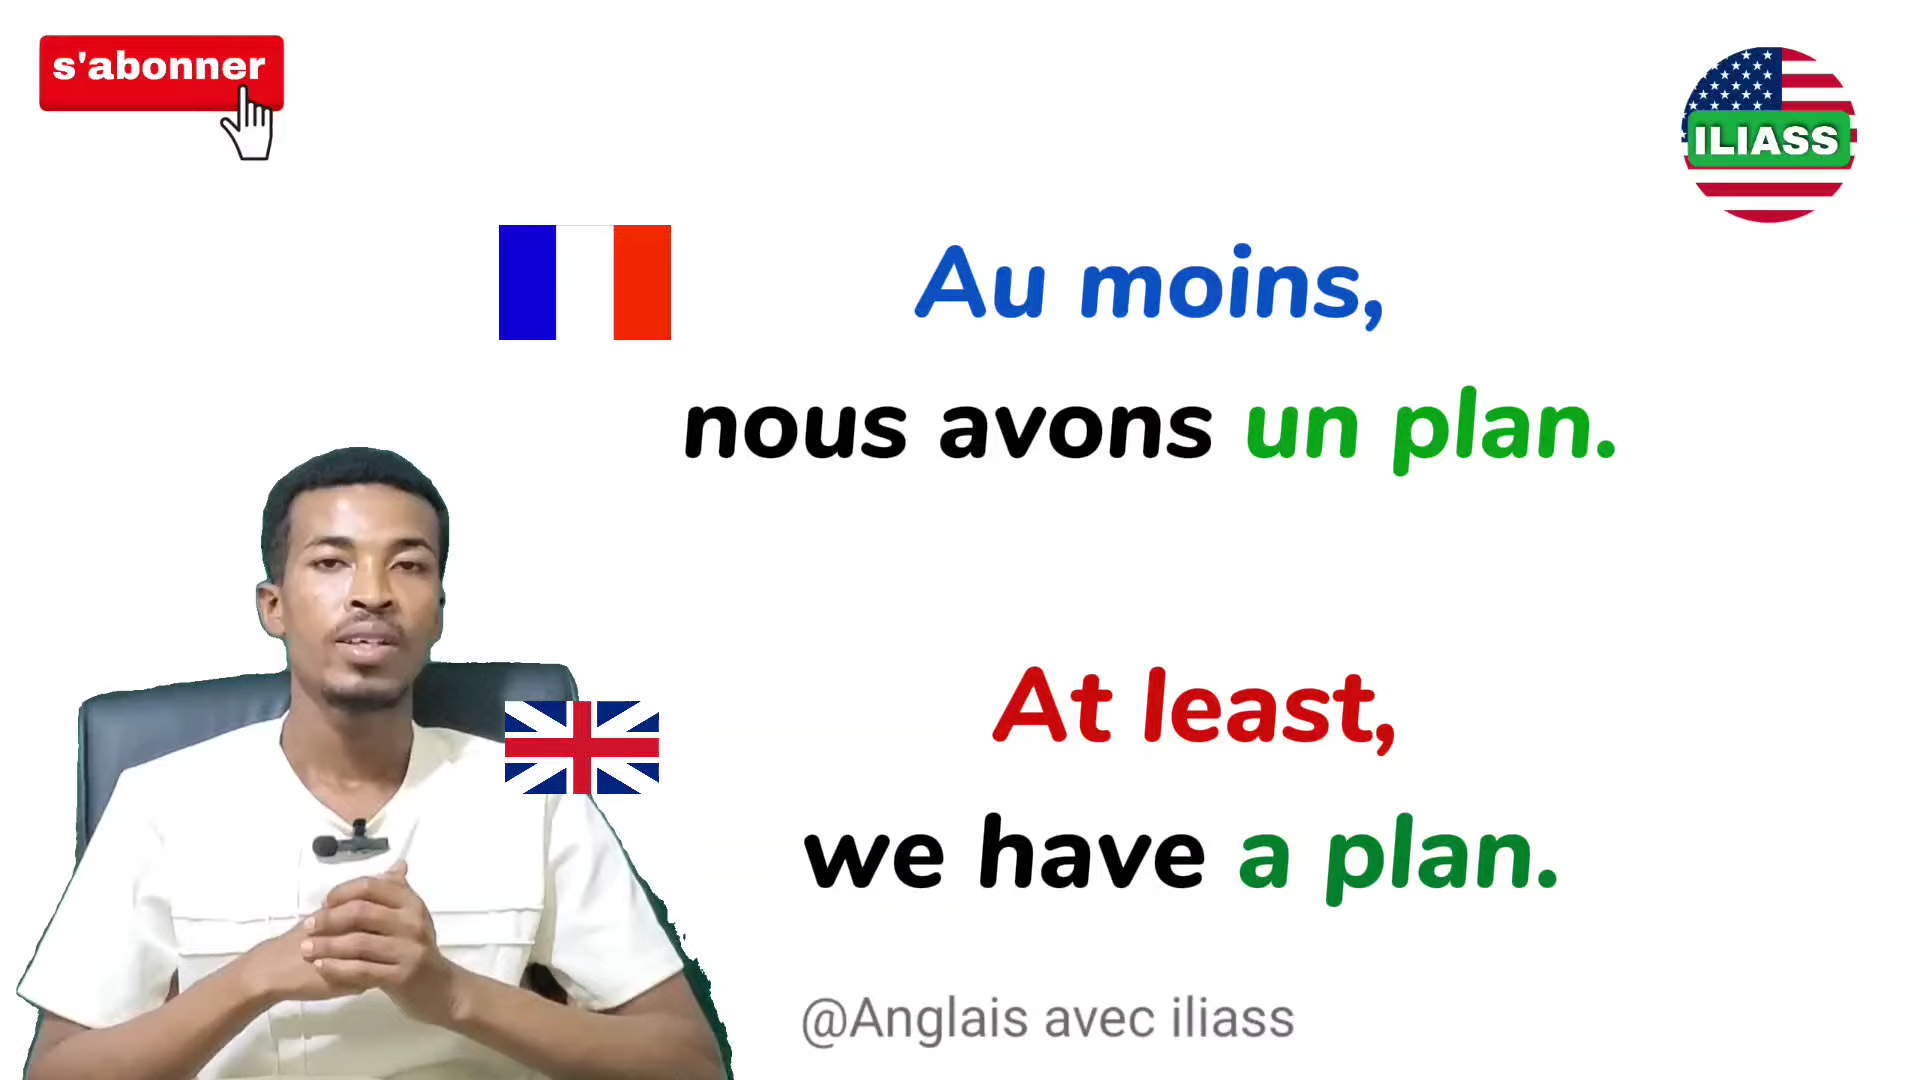 s'abonner
ILIASS
Au moins,
nous avons un plan.
At least,
we have a plan.
@Anglais avec iliass